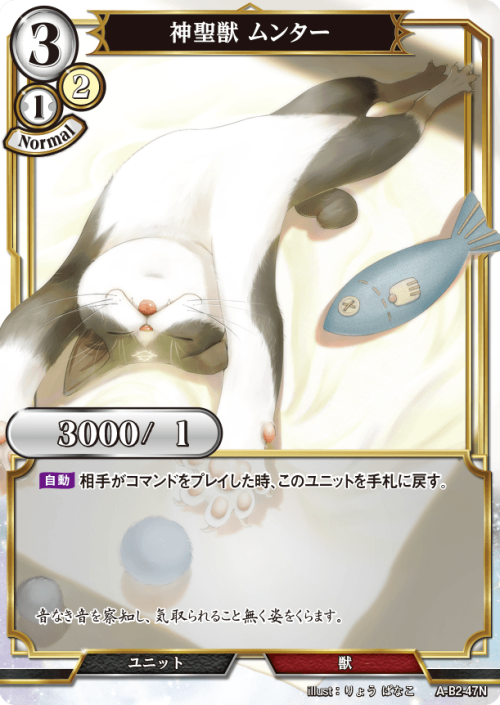 3
神聖獣 ムンター
2
1
Normal
3000/ 1
自動 相手がコマンドをプレイした時、このユニットを手札に戻す。
音なき音を察知し、気取られること無く姿をくらます。
ユニット
獣
illust：りょう ばなこ A-B2-47N